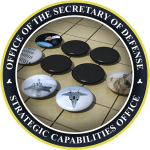 OFFICE OF THE SECRETARY OF DEFENSE
STRATEGIC CAPABILITIES OFFICE